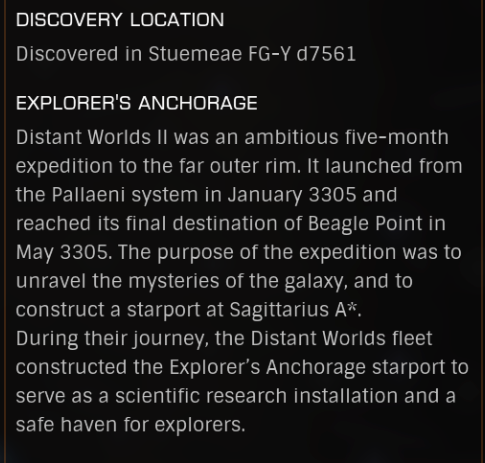 DISCOVERY LOCATION
Discovered in Stuemeae FG-Y d7561
EXPLORER'S ANCHORAGE
Distant Worlds II was an ambitious five-month
expedition to the far outer rim. It launched from
the Pallaeni system in January 3305 and
reached its final destination of Beagle Point in
May 3305. The purpose of the expedition was to
unravel the mysteries of the galaxy, and to
construct a starport at Sagittarius A*.
During their journey, the Distant Worlds fleet
constructed the Explorer's Anchorage starport to
serve as a scientific research installation and a
safe haven for explorers.